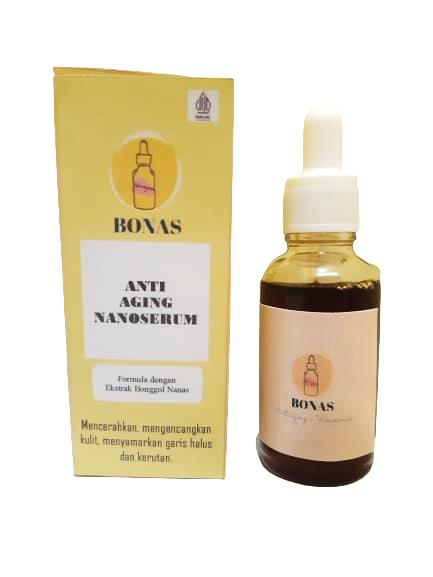 BONAS
ANTI
AGING
NANOSERUM
Formula dengan
Ekstrak Bonggol Nanas
Mencerahkan, mengencangkan
kulit, menyamarkan garis halus
dan kerutan.
BONAS